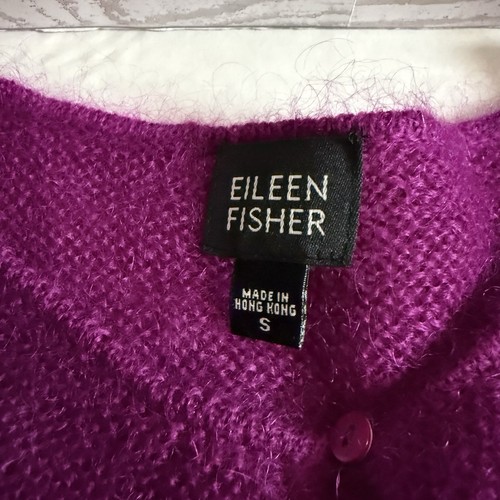 EILEEN
FISHER
MADE IN
HONG KONG
S